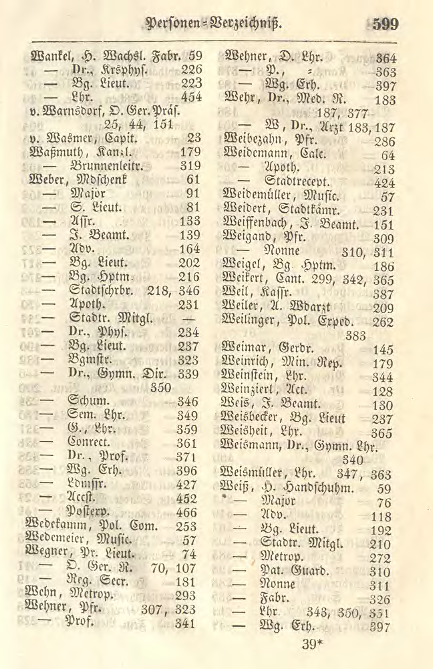 Personen-Verzeichniß. 599
Wankel, H. Wachsl. Fabr. 59
— Dr., Krsphys. 226
— Bg. Lieut. 223
— Lhr. 454
v. Warnsdorf, D. Ger. Präs.
25, 44, 151
v. Wasmer, Capit. 23
Waßmuth, Kanzl. 179
— Brunnenleitr. 319
Weber, Mdschenk 61
— Major 91
— S. Lieut. 81
— Assr. 133
— J. Beamt. 139
— Adv. 164
— Bg. Lieut. 202
— Bg. Hptm. 216
— Stadtschrbr. 218, 346
— Apoth. 231
— Stadtr. Mitgl. —
— Dr., Phys. 234
— Bg. Lieut. 237
— Bgmstr. 323
— Dr., Gymn. Dir. 339
350
— Schum. 346
— Sem. Lhr. 349
— G., Lhr. 359
— Conrect. 361
— Dr., Prof. 371
— Wg. Erh. 396
— Ldmssr. 427
— Accst. 452
— Posterp. 466
Wedekamm, Pol. Com. 253
Wedemeier, Music. 57
Wegner, Pr. Lieut. 74
— O. Ger. R. 70, 107
— Reg. Secr. 181
Wehn, Metrop. 293
Wehner, Pfr. 307, 323
— Prof. 341
Wehner, D. Lhr. 364
— P., = 363
— Wg. Erh. 397
Wehr, Dr., Med. R. 183
187, 377
— W, Dr., Arzt 183, 187
Weibezahn, Pfr. 286
Weidemann, Calc. 64
— Apoth. 213
— Stadtrecept. 424
Weidemüller, Music. 57
Weidert, Stadtkämr. 231
Weiffenbach, J. Beamt. 151
Weigand, Pfr. 309
— Nonne 310, 311
Weigel, Bg. Hptm. 186
Weikert, Cant. 299, 342, 365
Weil, Kassr. 387
Weiler, A. Wdarzt 209
Weilinger, Pol. Exped. 262
383
Weimar, Gerbr. 145
Weinrich, Min. Rep. 179
Weinstein, Lhr. 344
Weinzierl, Act. 128
Weis, J. Beamt. 130
Weisbecker, Bg. Lieut 237
Weisheit, Lhr. 365
Weismann, Dr., Gymn. Lhr.
340
Weismüller, Lhr. 347, 363
Weiß, H. Handschuhm. 59
— Major 76
— Adv. 118
— Bg. Lieut. 192
— Stadtr. Mitgl. 210
— Metrop. 272
— Pat. Guard. 310
— Nonne 311
— Fabr. 326
— Lhr 343, 350, 351
— Wg. Erh. 397
39*